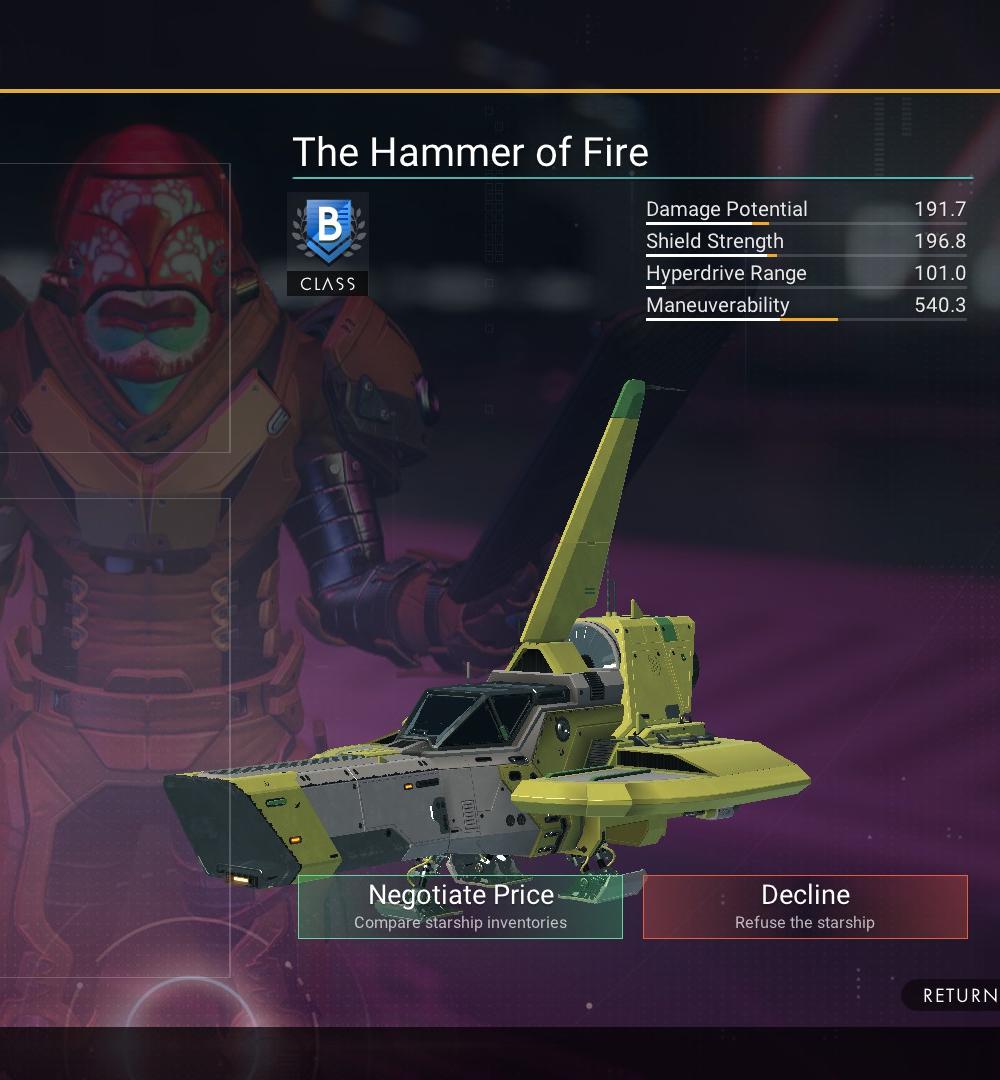 The Hammer of Fire
B
CLASS
Damage Potential 191.7
Shield Strength 196.8
Hyperdrive Range 101.0
Maneuverability 540.3
Negotiate Price
Compare starship inventories
Decline
Refuse the starship
RETURN